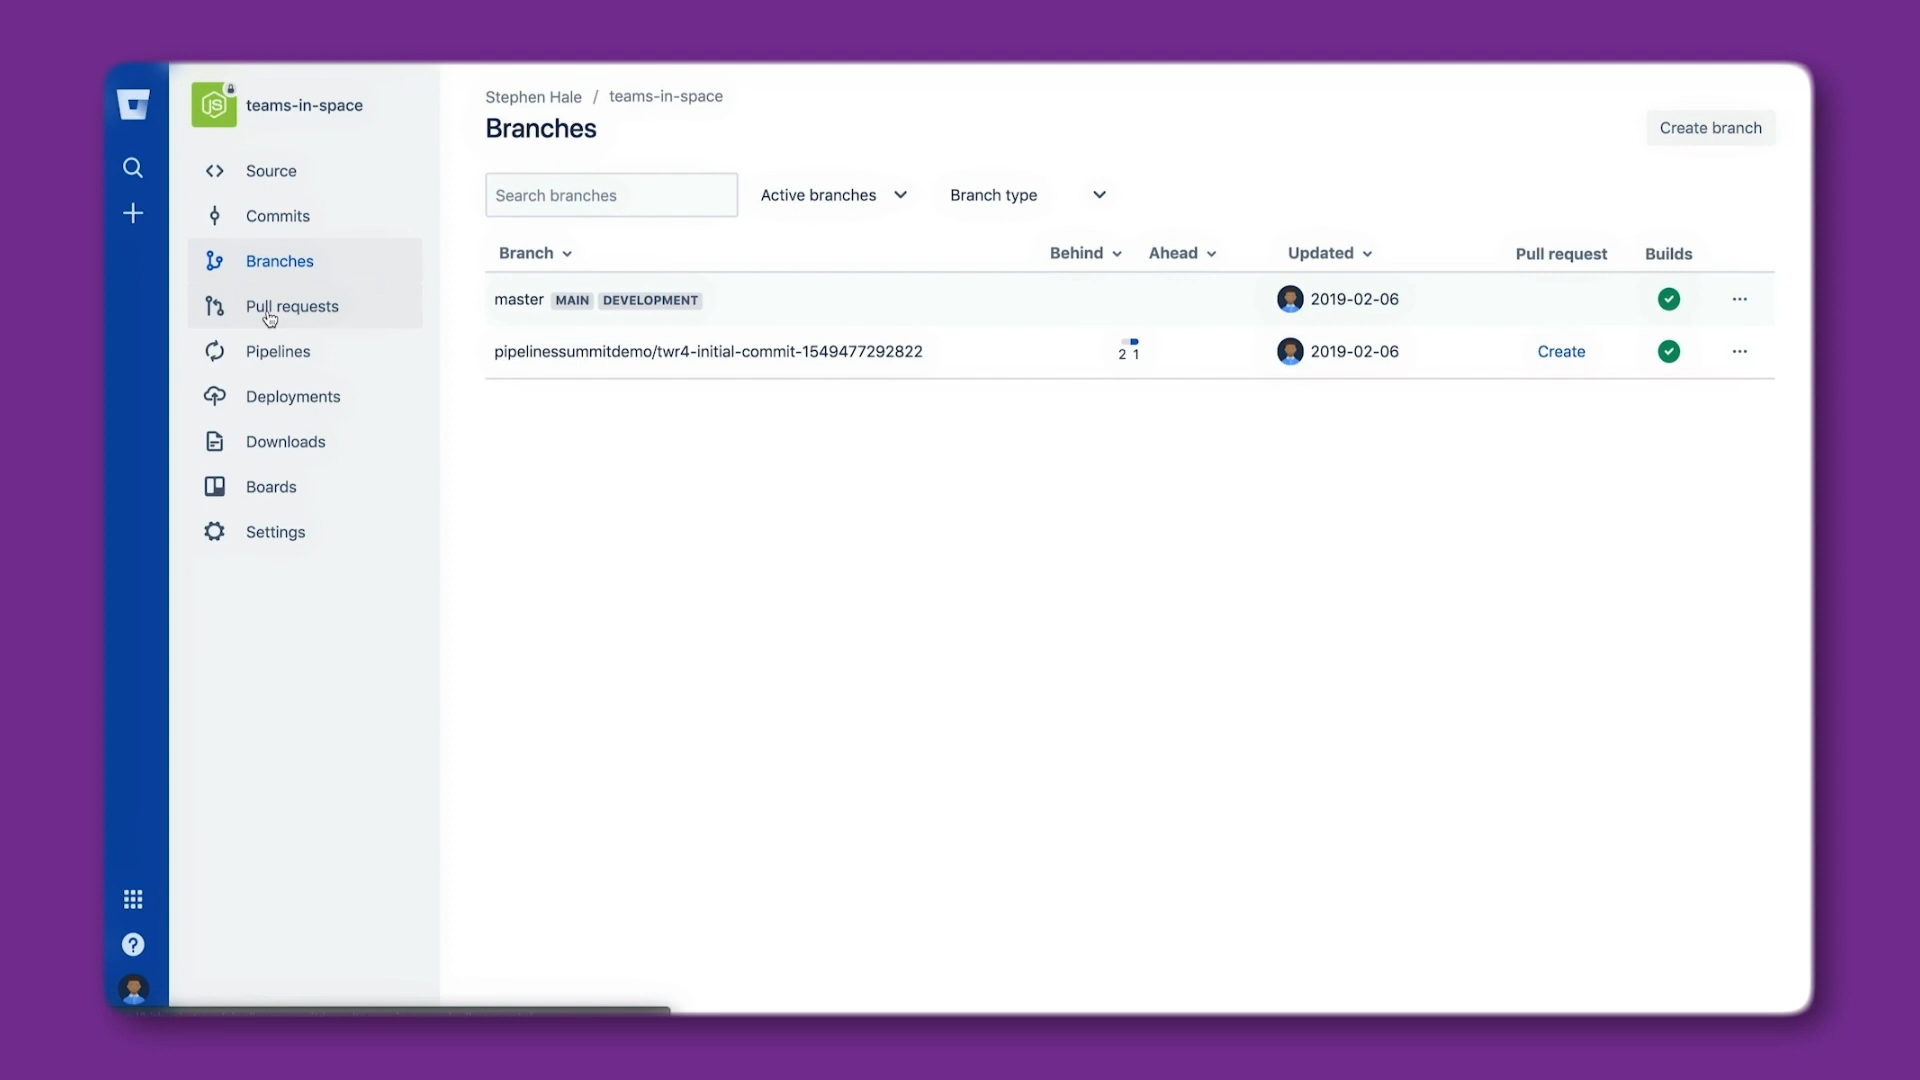 JS teams-in-space
Source
Commits
Branches
Pull requests
Pipelines
Deployments
Downloads
Boards
Settings
Stephen Hale / teams-in-space
Branches
Create branch
Search branches Active branches Branch type
Branch Behind Ahead Updated Pull request Builds
master MAIN DEVELOPMENT 2019-02-06
pipelinessummitdemo/twr4-initial-commit-1549477292822 2 1 2019-02-06 Create